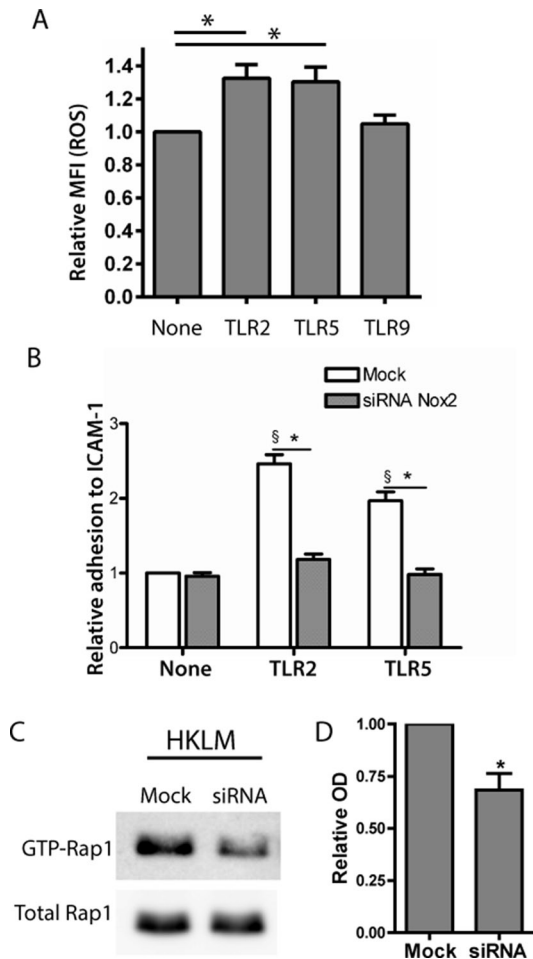 A
* *
1.4
1.2
1.0
0.8
0.6
0.4
0.2
0.0
Relative MFI (ROS)
None TLR2 TLR5 TLR9
B
Mock
siRNA Nox2
3
2
1
0
Relative adhesion to ICAM-1
§ *
§ *
None TLR2 TLR5
C
HKLM
Mock siRNA
GTP-Rap1
Total Rap1
D
1.00
0.75
0.50
0.25
0.00
Relative OD
*
Mock siRNA